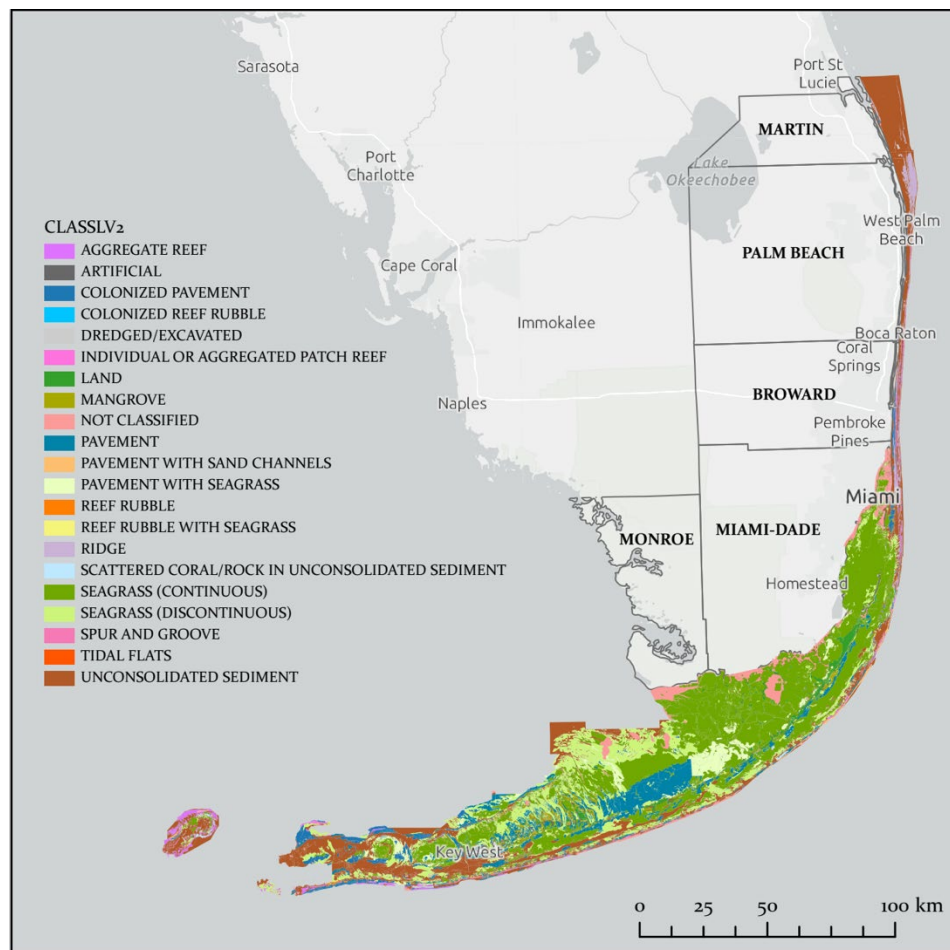 Sarasota
Port St
Lucie
MARTIN
Port
Charlotte
Lake
Okeechobee
West Palm
Beach
PALM BEACH
Cape Coral
Immokalee
Boca Raton
Coral
Springs
Naples
BROWARD
Pembroke
Pines
Miami
MONROE
MIAMI-DADE
Homestead
Key West
CLASSLV2
AGGREGATE REEF
ARTIFICIAL
COLONIZED PAVEMENT
COLONIZED REEF RUBBLE
DREDGED/EXCAVATED
INDIVIDUAL OR AGGREGATED PATCH REEF
LAND
MANGROVE
NOT CLASSIFIED
PAVEMENT
PAVEMENT WITH SAND CHANNELS
PAVEMENT WITH SEAGRASS
REEF RUBBLE
REEF RUBBLE WITH SEAGRASS
RIDGE
SCATTERED CORAL/ROCK IN UNCONSOLIDATED SEDIMENT
SEAGRASS (CONTINUOUS)
SEAGRASS (DISCONTINUOUS)
SPUR AND GROOVE
TIDAL FLATS
UNCONSOLIDATED SEDIMENT
0 25 50 100 km